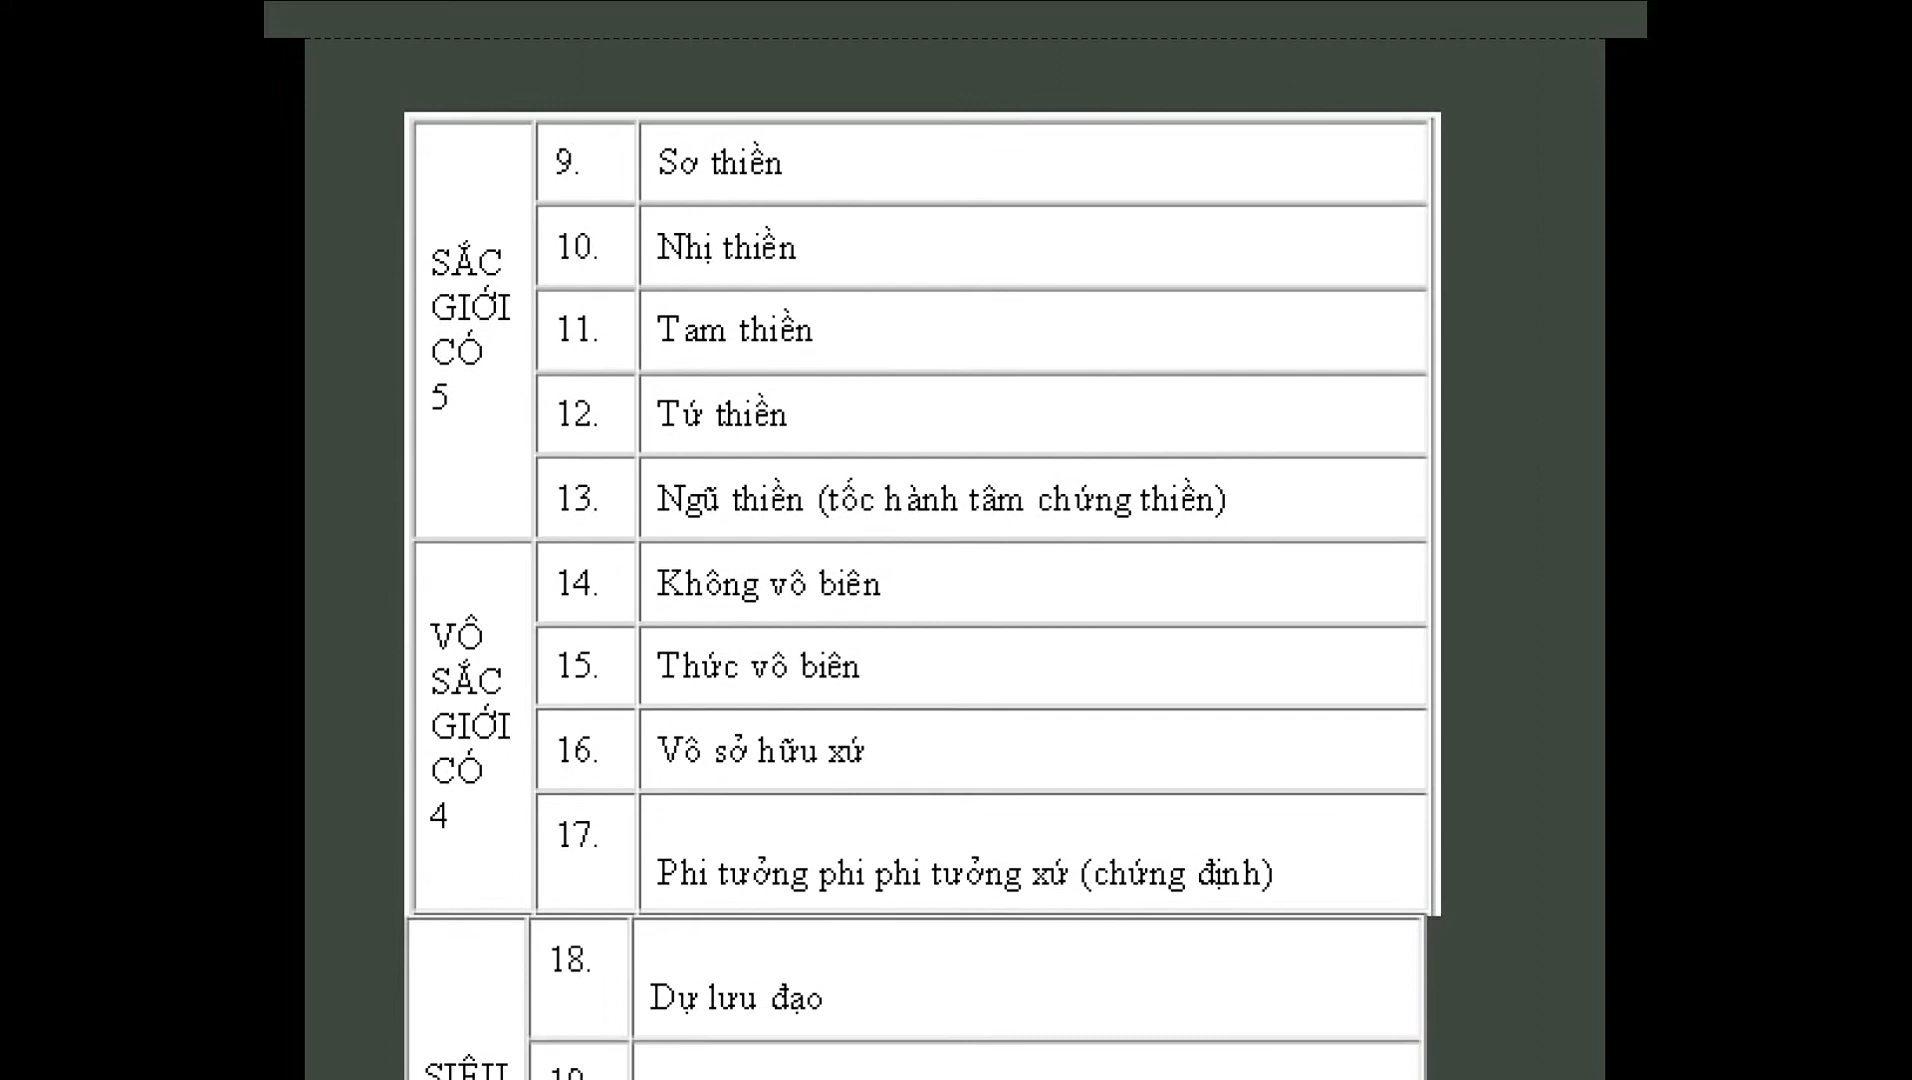 9. Sơ thiền
10. Nhị thiền
SẮC
GIỚI
CÓ
5
11. Tam thiền
12. Tứ thiền
13. Ngũ thiền (tốc hành tâm chứng thiền)
14. Không vô biên
VÔ
SẮC
GIỚI
CÓ
4
15. Thức vô biên
16. Vô sở hữu xứ
17.
Phi tưởng phi phi tưởng xứ (chứng định)
18.
Dự lưu đạo
SIÊU
19.